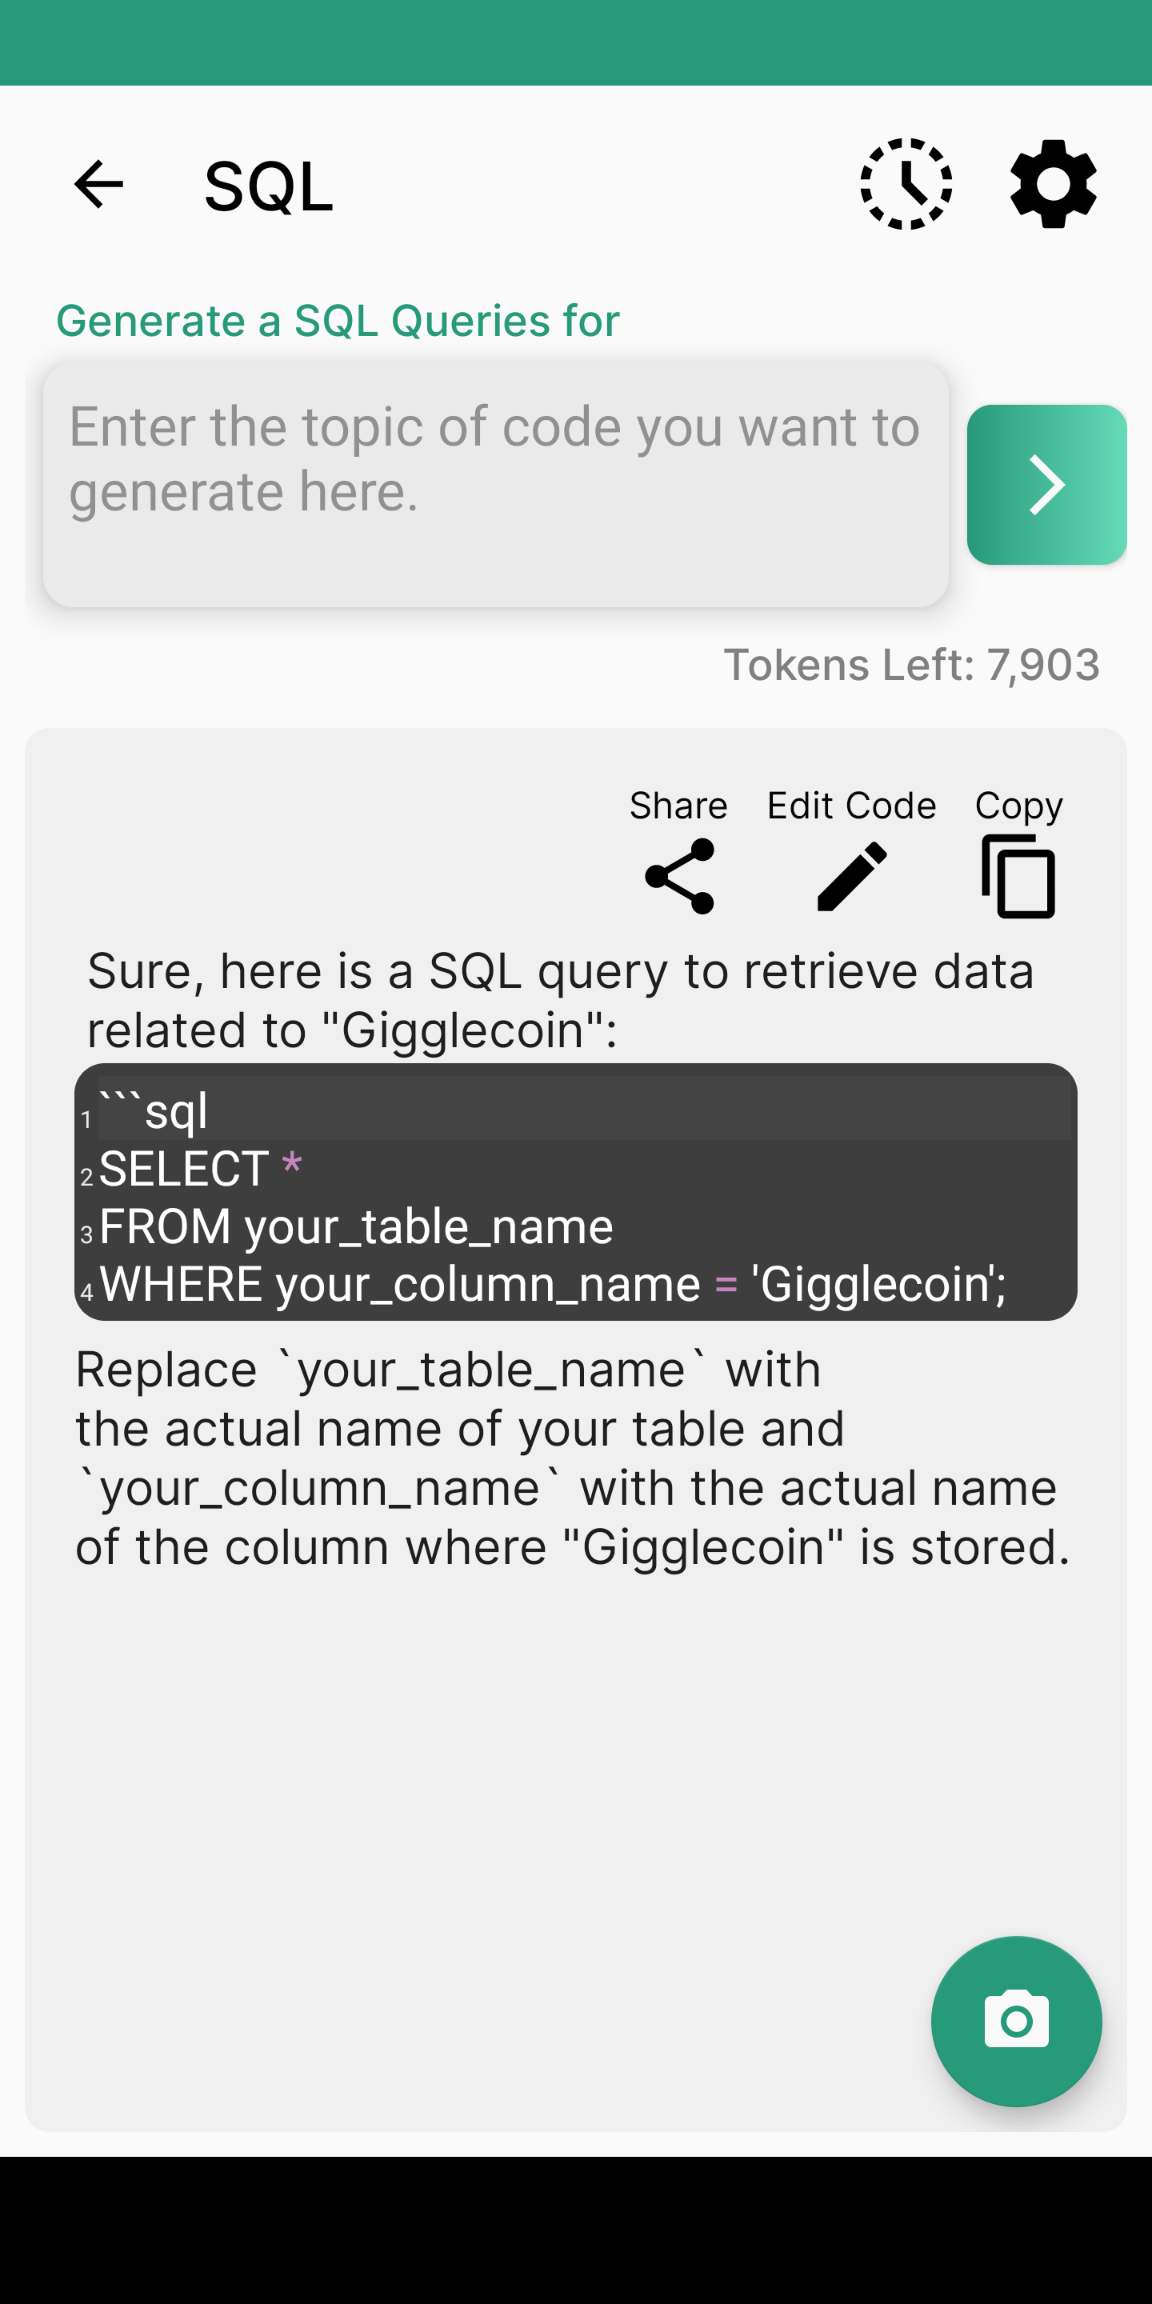 SQL
Generate a SQL Queries for
Enter the topic of code you want to
generate here.
Tokens Left: 7,903
Share Edit Code Copy
Sure, here is a SQL query to retrieve data
related to "Gigglecoin":
1 ```sql
2 SELECT *
3 FROM your_table_name
4 WHERE your_column_name = 'Gigglecoin';
Replace `your_table_name` with
the actual name of your table and
`your_column_name` with the actual name
of the column where "Gigglecoin" is stored.